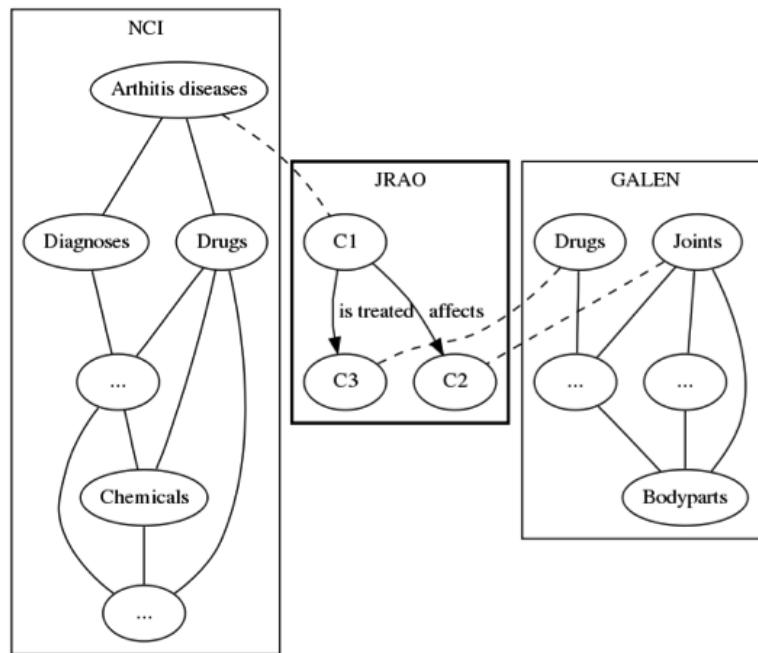 NCI
Arthitis diseases
Diagnoses
Drugs
...
Chemicals
...
JRAO
C1
is treated
affects
C3
C2
GALEN
Drugs
Joints
...
...
Bodyparts